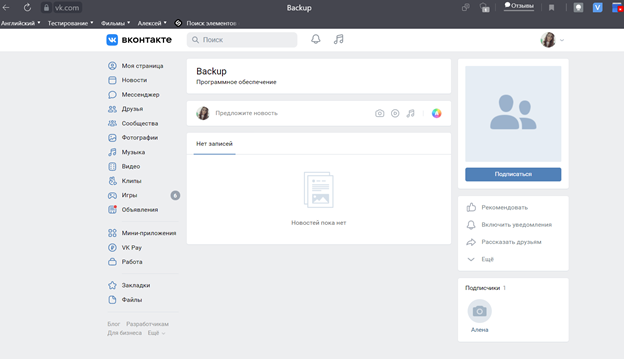 vk.com
Backup
Отзывы
Английский
Тестирование
Фильмы
Алексей
Поиск элементов
вконтакте
Поиск
Моя страница
Новости
Мессенджер
Друзья
Сообщества
Фотографии
Музыка
Видео
Клипы
Игры 6
Объявления
Мини-приложения
VK Pay
Работа
Закладки
Файлы
Блог Разработчикам
Для бизнеса Ещё
Backup
Программное обеспечение
Предложите новость
Нет записей
Новостей пока нет
Подписаться
Рекомендовать
Включить уведомления
Рассказать друзьям
Ещё
Подписчики 1
Алена